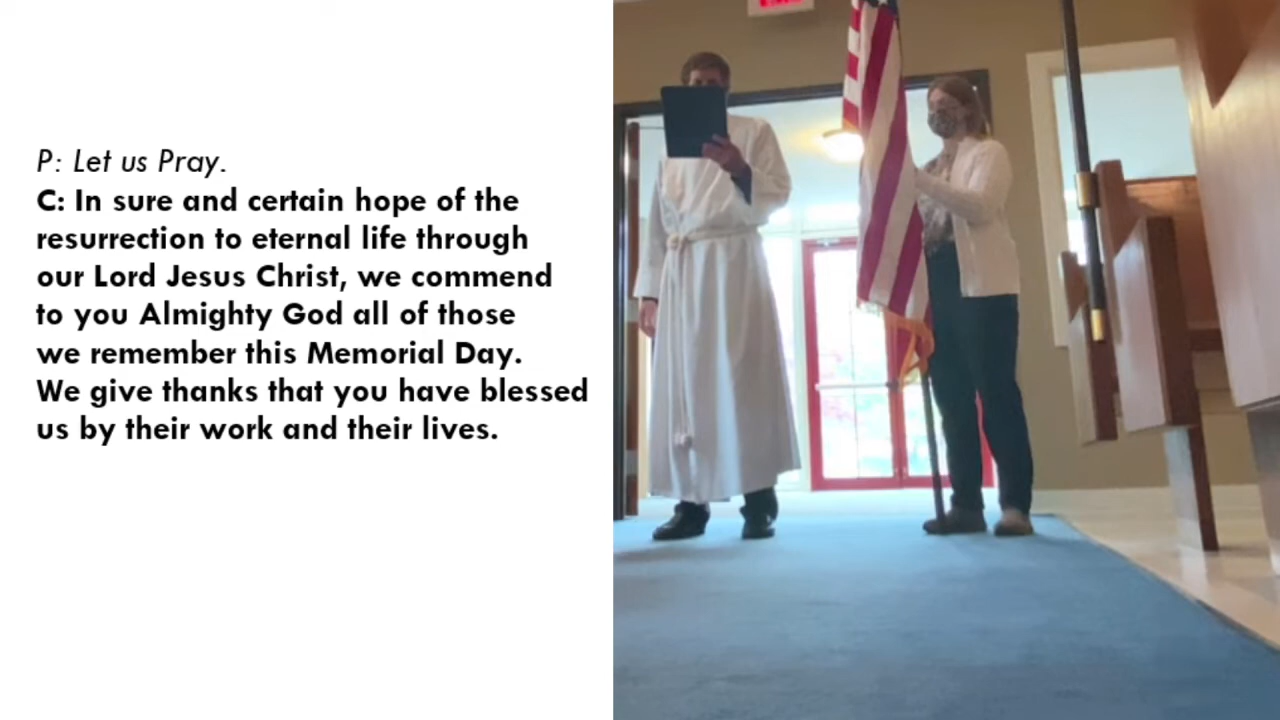 P: Let us Pray.
C: In sure and certain hope of the
resurrection to eternal life through
our Lord Jesus Christ, we commend
to you Almighty God all of those
we remember this Memorial Day.
We give thanks that you have blessed
us by their work and their lives.